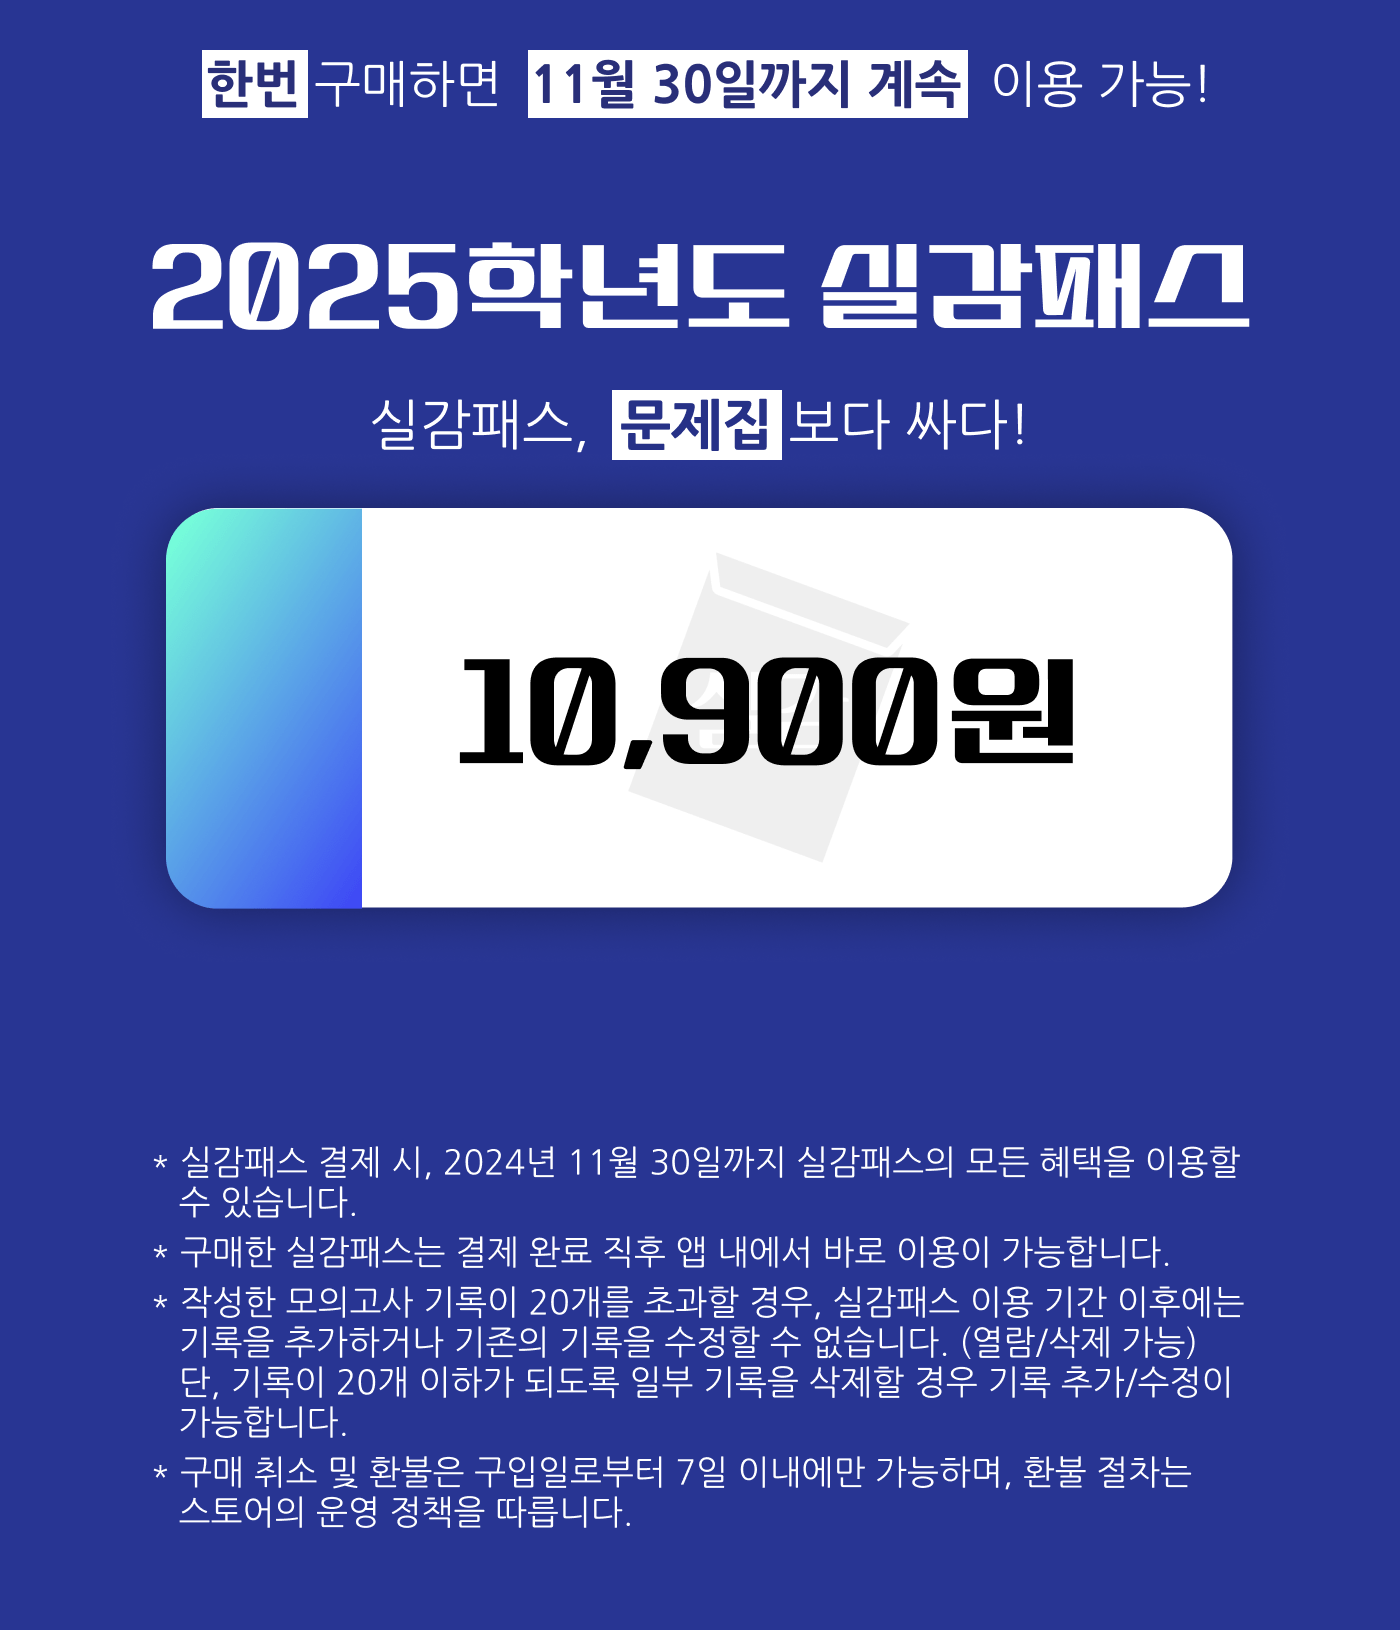 한번 구매하면 11월 30일까지 계속 이용 가능!
2025학년도 실감패스
실감패스, 문제집 보다 싸다!
10,900원
* 실감패스 결제 시, 2024년 11월 30일까지 실감패스의 모든 혜택을 이용할
수 있습니다.
* 구매한 실감패스는 결제 완료 직후 앱 내에서 바로 이용이 가능합니다.
* 작성한 모의고사 기록이 20개를 초과할 경우, 실감패스 이용 기간 이후에는
기록을 추가하거나 기존의 기록을 수정할 수 없습니다. (열람/삭제 가능)
단, 기록이 20개 이하가 되도록 일부 기록을 삭제할 경우 기록 추가/수정이
가능합니다.
* 구매 취소 및 환불은 구입일로부터 7일 이내에만 가능하며, 환불 절차는
스토어의 운영 정책을 따릅니다.